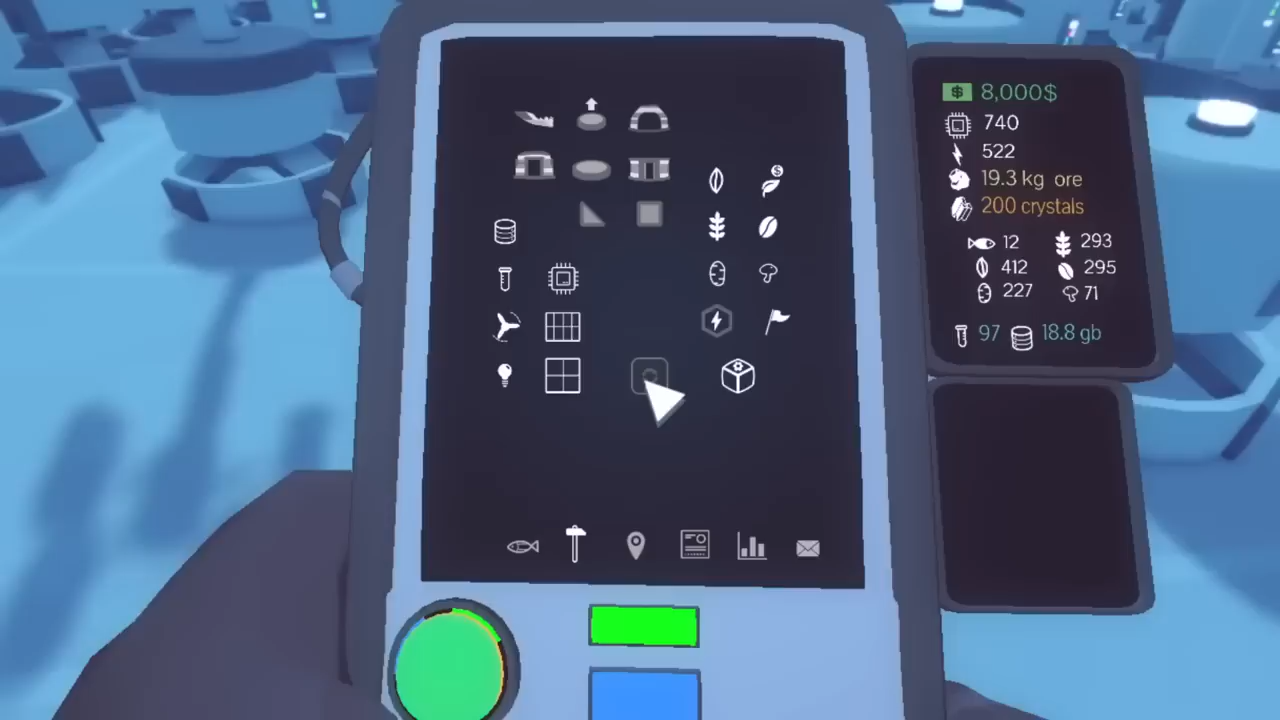 8,000$
740
522
19.3 kg ore
200 crystals
12 293
412 295
227 71
97 18.8 gb